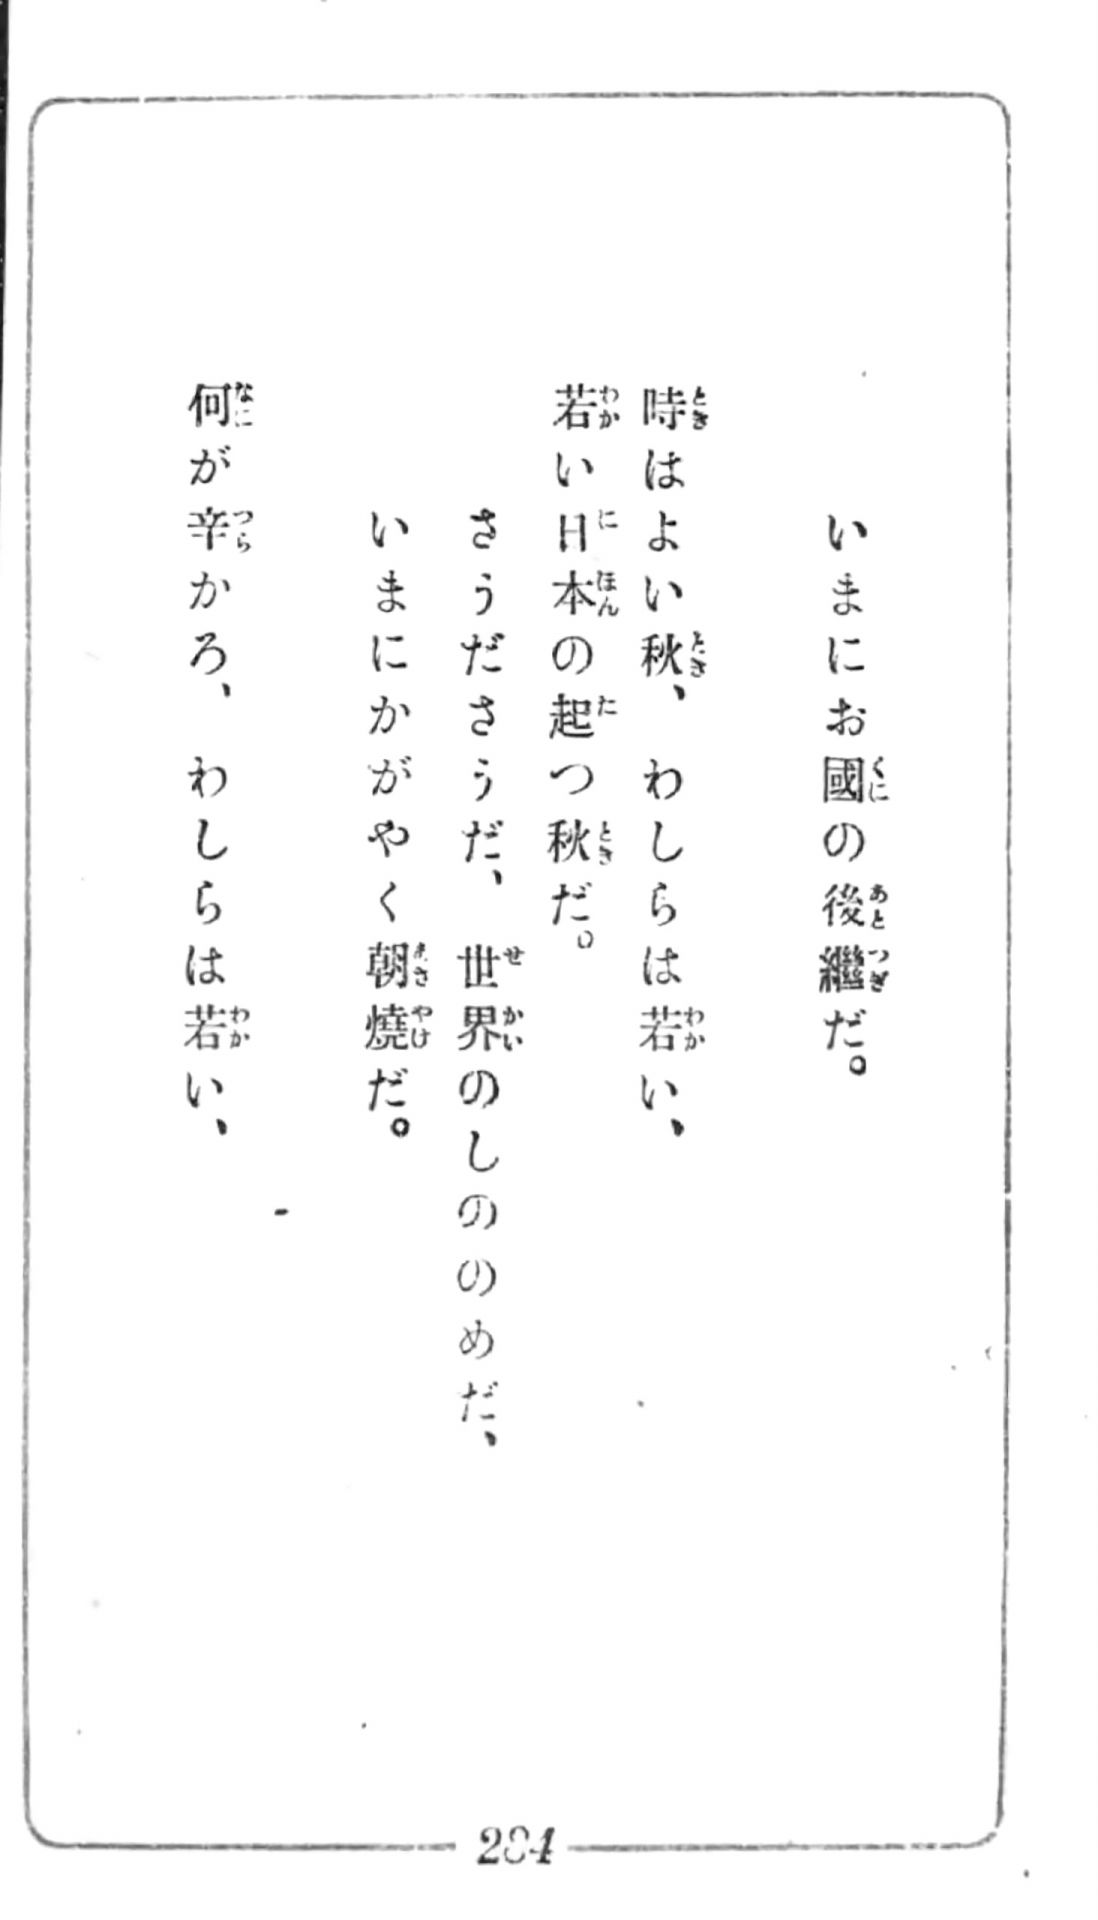 いまにお國の後繼だ。
時はよい秋、わしらは若い、
若い日本の起つ秋だ。
さうださうだ、世界のしののめだ、
いまにかがやく朝燒だ。
何が辛かろ、わしらは若い、